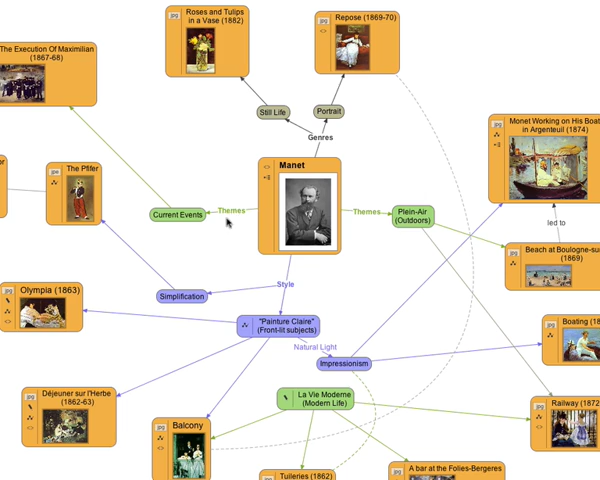 Roses and Tulips
in a Vase (1882)
Repose (1869-70)
The Execution Of Maximilian
(1867-68)
Still Life
Portrait
Genres
Monet Working on His Boat
in Argenteuil (1874)
The Pfifer
Manet
Current Events
Themes
Themes
Plein-Air
(Outdoors)
led to
Beach at Boulogne-sur
(1869)
Style
Simplification
Olympia (1863)
"Painture Claire"
(Front-lit subjects)
Natural Light
Impressionism
Boating (18
Déjeuner sur l'Herbe
(1862-63)
La Vie Moderne
(Modern Life)
Railway (1872
Balcony
Tuileries (1862)
A bar at the Folies-Bergeres